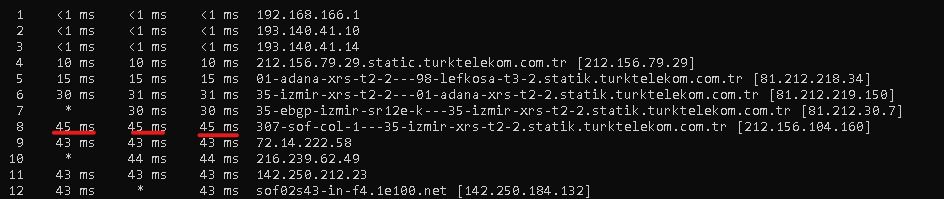 1 <1 ms <1 ms <1 ms 192.168.166.1
2 <1 ms <1 ms <1 ms 193.140.41.10
3 <1 ms <1 ms <1 ms 193.140.41.14
4 10 ms 10 ms 10 ms 212.156.79.29.static.turktelekom.com.tr [212.156.79.29]
5 15 ms 15 ms 15 ms 01-adana-xrs-t2-2---98-lefkosa-t3-2.statik.turktelekom.com.tr [81.212.218.34]
6 30 ms 31 ms 31 ms 35-izmir-xrs-t2-2---01-adana-xrs-t2-2.statik.turktelekom.com.tr [81.212.219.150]
7 * 30 ms 30 ms 35-ebgp-izmir-sr12e-k---35-izmir-xrs-t2-2.statik.turktelekom.com.tr [81.212.30.7]
8 45 ms 45 ms 45 ms 307-sof-col-1---35-izmir-xrs-t2-2.statik.turktelekom.com.tr [212.156.104.160]
9 43 ms 43 ms 43 ms 72.14.222.58
10 * 44 ms 44 ms 216.239.62.49
11 43 ms 43 ms 43 ms 142.250.212.23
12 43 ms * 43 ms sof02s43-in-f4.1e100.net [142.250.184.132]